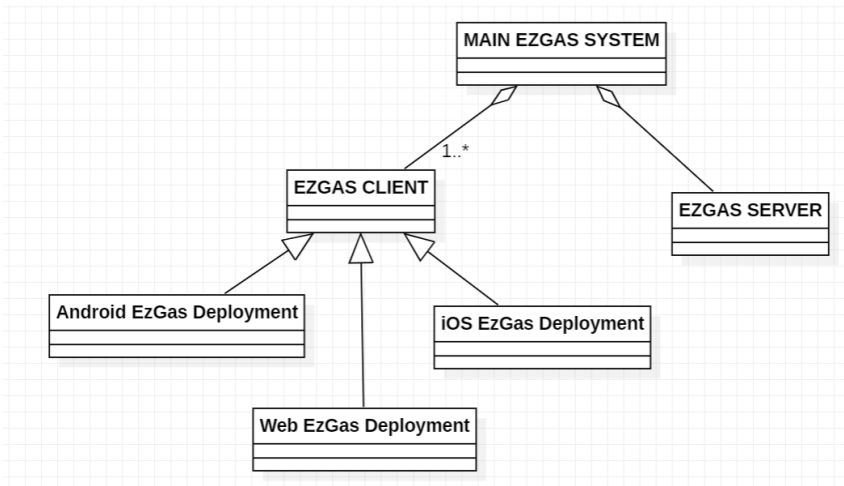 MAIN EZGAS SYSTEM
1..*
EZGAS CLIENT
EZGAS SERVER
Android EzGas Deployment
iOS EzGas Deployment
Web EzGas Deployment